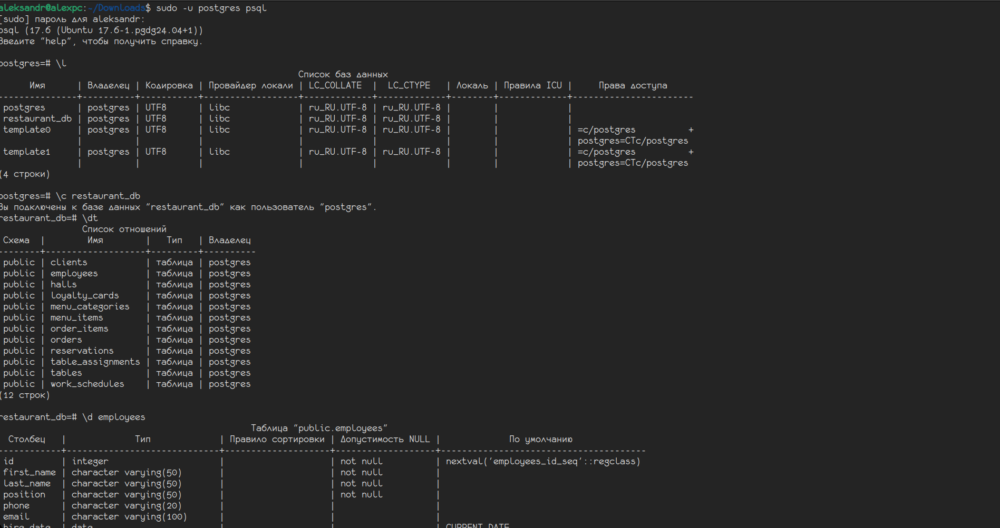 aleksandr@alexpc:~/Downloads$ sudo -u postgres psql
[sudo] пароль для aleksandr:
psql (17.6 (Ubuntu 17.6-1.pgdg24.04+1))
Введите "help", чтобы получить справку.
postgres=# \l
Список баз данных
Имя | Владелец | Кодировка | Провайдер локали | LC_COLLATE | LC_CTYPE | Локаль | Правила ICU | Права доступа
---------------+----------+-----------+------------------+-------------+-------------+--------+-------------+-----------------------
postgres | postgres | UTF8 | libc | ru_RU.UTF-8 | ru_RU.UTF-8 | | |
restaurant_db | postgres | UTF8 | libc | ru_RU.UTF-8 | ru_RU.UTF-8 | | |
template0 | postgres | UTF8 | libc | ru_RU.UTF-8 | ru_RU.UTF-8 | | | =c/postgres +
| | | | | | | | postgres=CTc/postgres
template1 | postgres | UTF8 | libc | ru_RU.UTF-8 | ru_RU.UTF-8 | | | =c/postgres +
| | | | | | | | postgres=CTc/postgres
(4 строки)
postgres=# \c restaurant_db
Вы подключены к базе данных "restaurant_db" как пользователь "postgres".
restaurant_db=# \dt
Список отношений
Схема | Имя | Тип | Владелец
--------+-------------------+---------+----------
public | clients | таблица | postgres
public | employees | таблица | postgres
public | halls | таблица | postgres
public | loyalty_cards | таблица | postgres
public | menu_categories | таблица | postgres
public | menu_items | таблица | postgres
public | order_items | таблица | postgres
public | orders | таблица | postgres
public | reservations | таблица | postgres
public | table_assignments | таблица | postgres
public | tables | таблица | postgres
public | work_schedules | таблица | postgres
(12 строк)
restaurant_db=# \d employees
Таблица "public.employees"
Столбец | Тип | Правило сортировки | Допустимость NULL | По умолчанию
------------+-----------------------------+--------------------+-------------------+---------------------------------------
id | integer | | not null | nextval('employees_id_seq'::regclass)
first_name | character varying(50) | | not null |
last_name | character varying(50) | | not null |
position | character varying(50) | | not null |
phone | character varying(20) | | |
email | character varying(100) | | |
hire_date | date | | | CURRENT_DATE